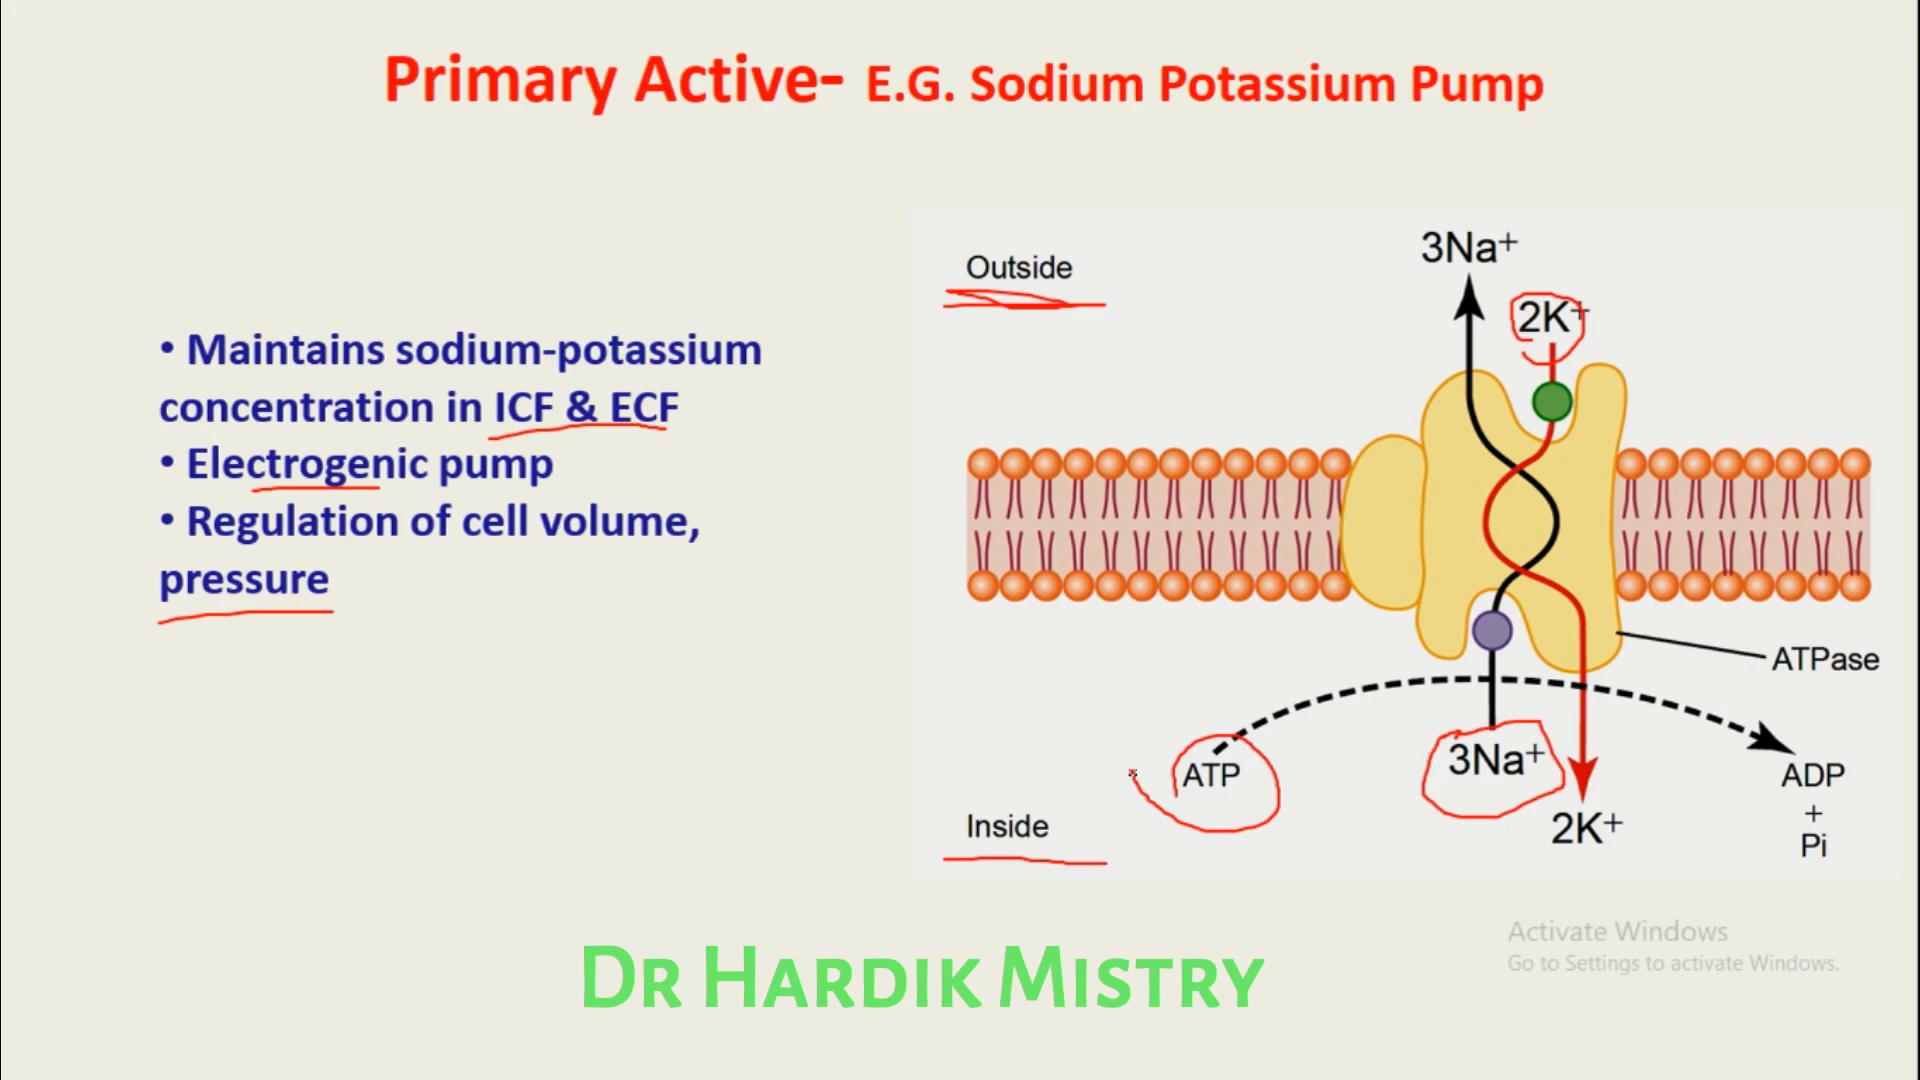 Primary Active- E.G. Sodium Potassium Pump
• Maintains sodium-potassium
concentration in ICF & ECF
• Electrogenic pump
• Regulation of cell volume,
pressure
Outside
3Na+
2K+
ATPase
ATP
3Na+
2K+
ADP
+
Pi
Inside
Activate Windows
Go to Settings to activate Windows.
Dr Hardik Mistry